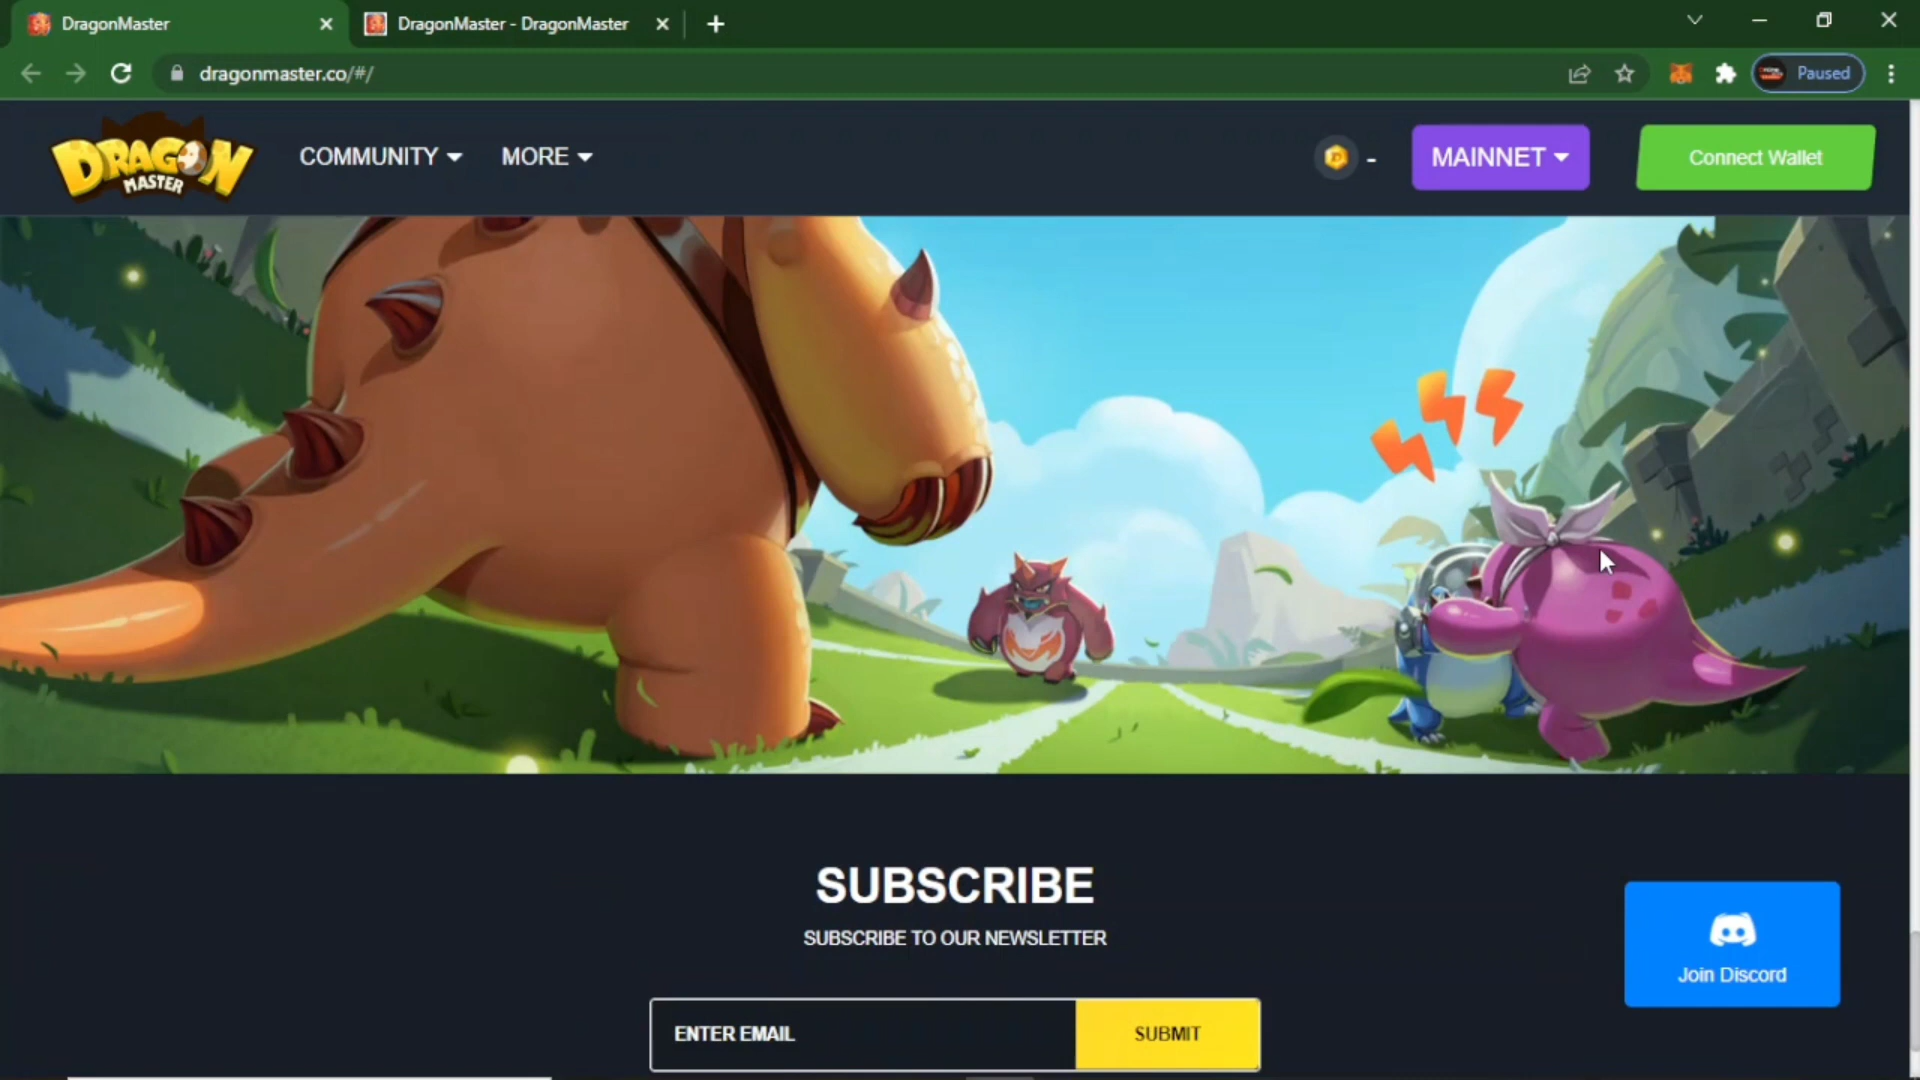 DragonMaster
DragonMaster - DragonMaster
dragonmaster.co/#/
Paused
DRAGON
MASTER
COMMUNITY
MORE
-
MAINNET
Connect Wallet
SUBSCRIBE
SUBSCRIBE TO OUR NEWSLETTER
Join Discord
ENTER EMAIL
SUBMIT